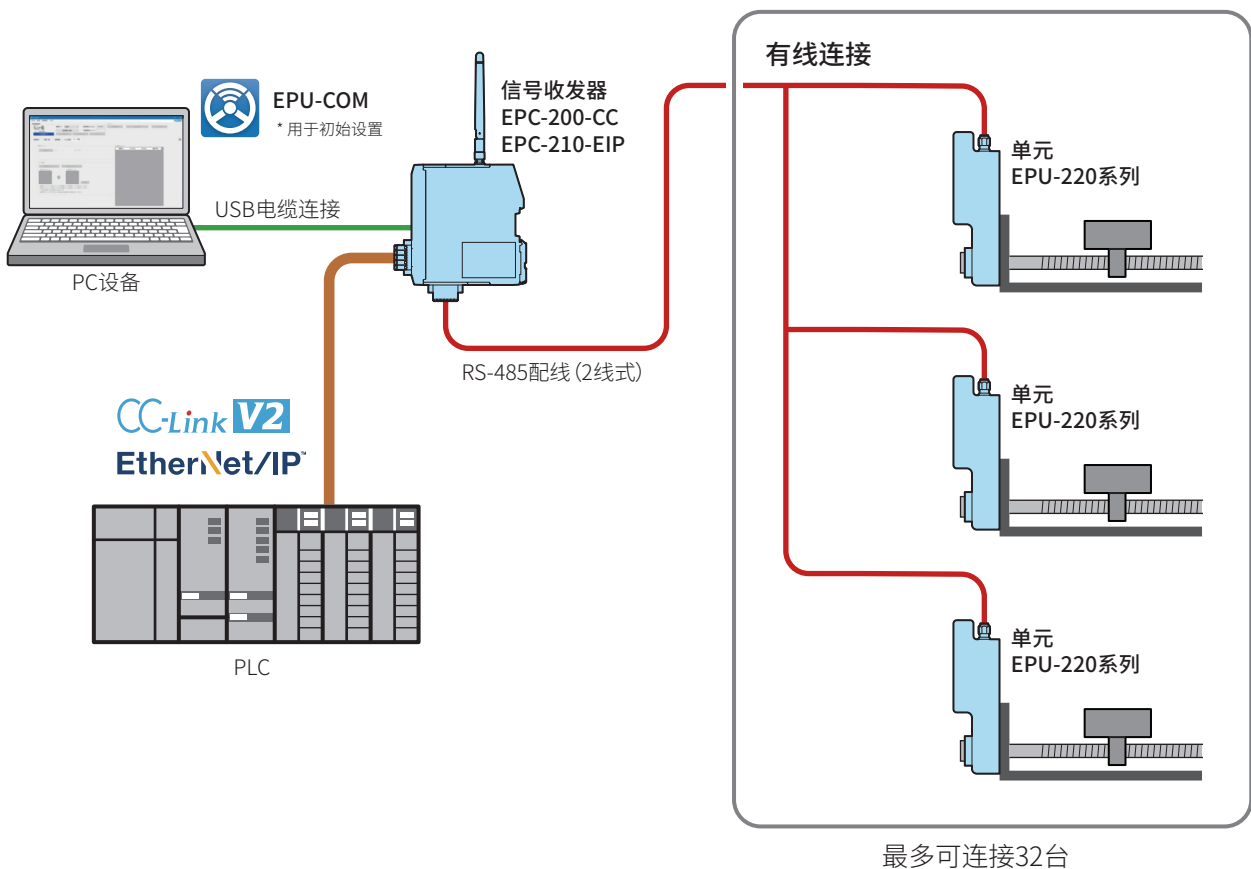 有线连接
EPU-COM
* 用于初始设置
信号收发器
EPC-200-CC
EPC-210-EIP
单元
EPU-220系列
USB电缆连接
PC设备
RS-485配线(2线式)
单元
EPU-220系列
CC-Link V2
EtherNet/IP™
PLC
单元
EPU-220系列
最多可连接32台